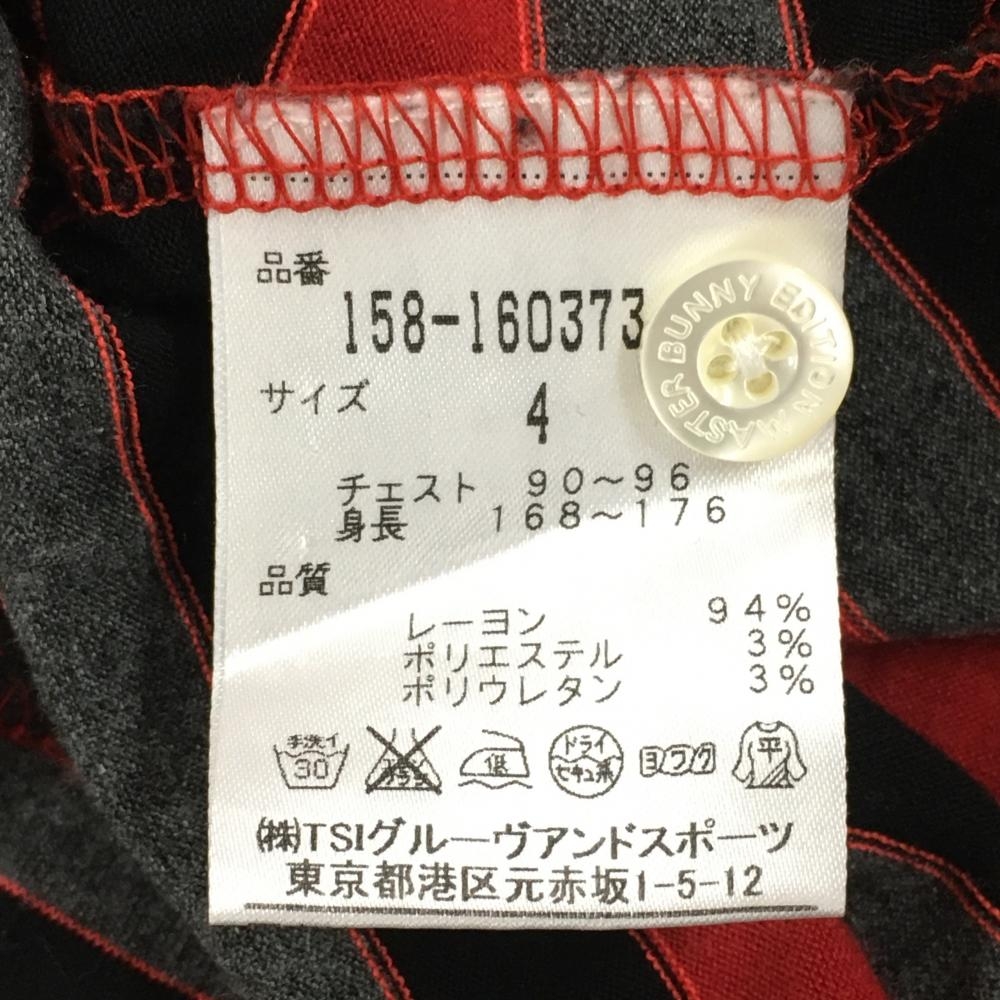 品番
158-160373
MASTER BUNNY EDITION
サイズ 4
チェスト 90～96
身長 168～176
品質
レーヨン 94%
ポリエステル 3%
ポリウレタン 3%
手洗イ 30
低
ドライ
セキユ系
ヨワク
平
㈱TSIグルーヴアンドスポーツ
東京都港区元赤坂1-5-12